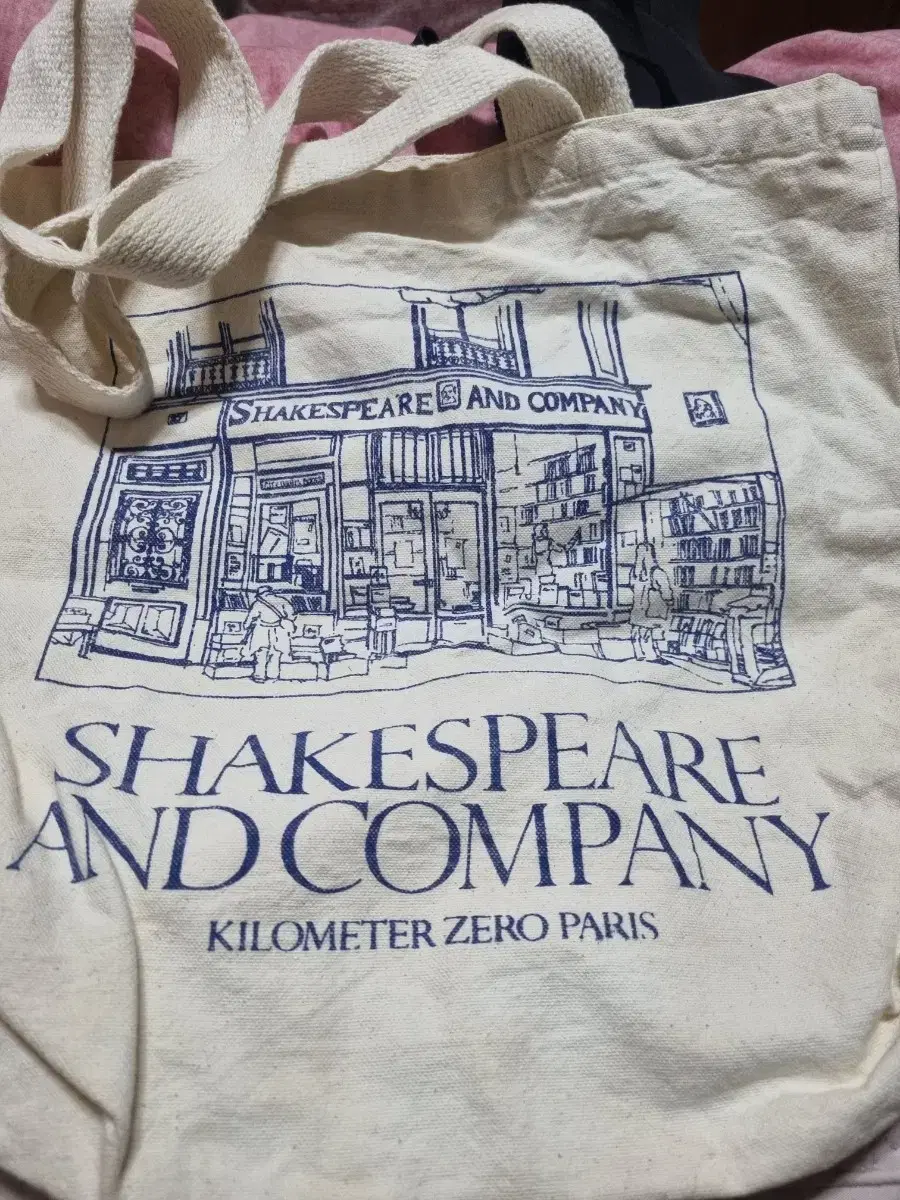 SHAKESPEARE AND COMPANY
SHAKESPEARE
AND COMPANY
KILOMETER ZERO PARIS